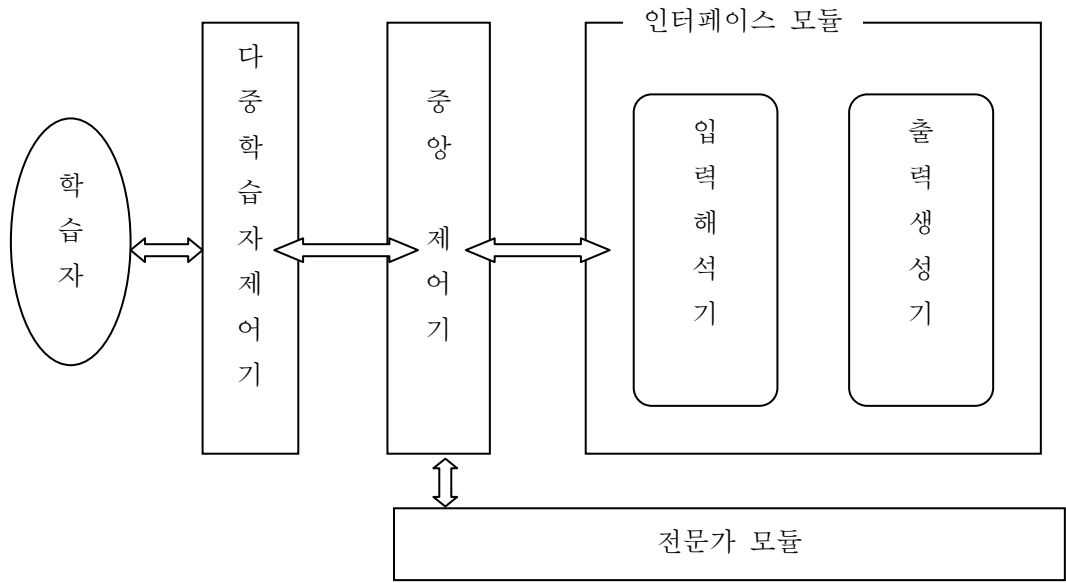 인터페이스 모듈
학습자
다중학습자제어기
중앙 제어기
입력해석기
출력생성기
전문가 모듈